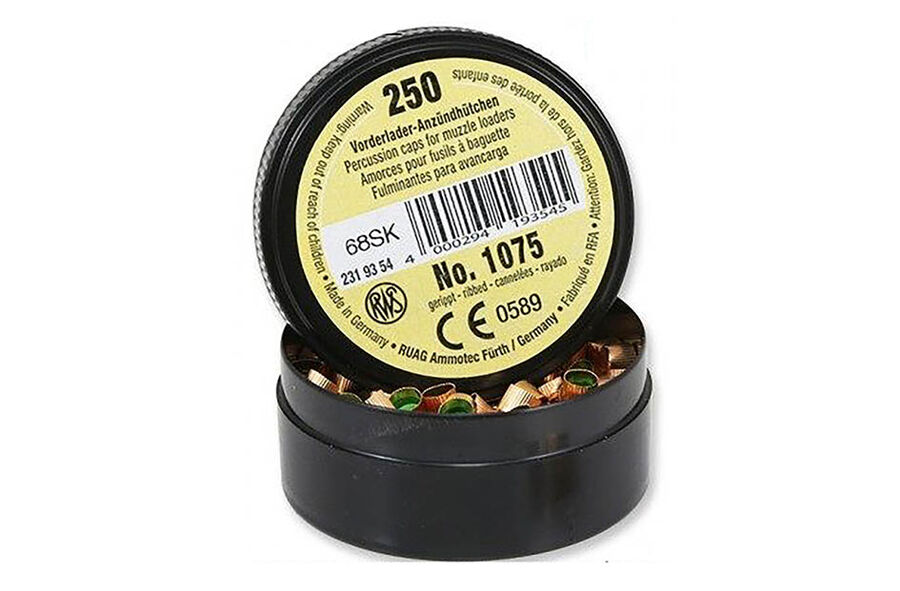 250
Vorderlader-Anzündhütchen
Percussion caps for muzzle loaders
Amorces pour fusils à baguette
Fulminantes para avancarga
68SK
231 93 54
4 000294 193545
No. 1075
gerippt - ribbed - cannelées - rayado
RWS
CE 0589
Warning: Keep out of reach of children • Made in Germany • RUAG Ammotec Fürth / Germany • Fabriqué en RFA • Attention: Gardez hors de la portée des enfants